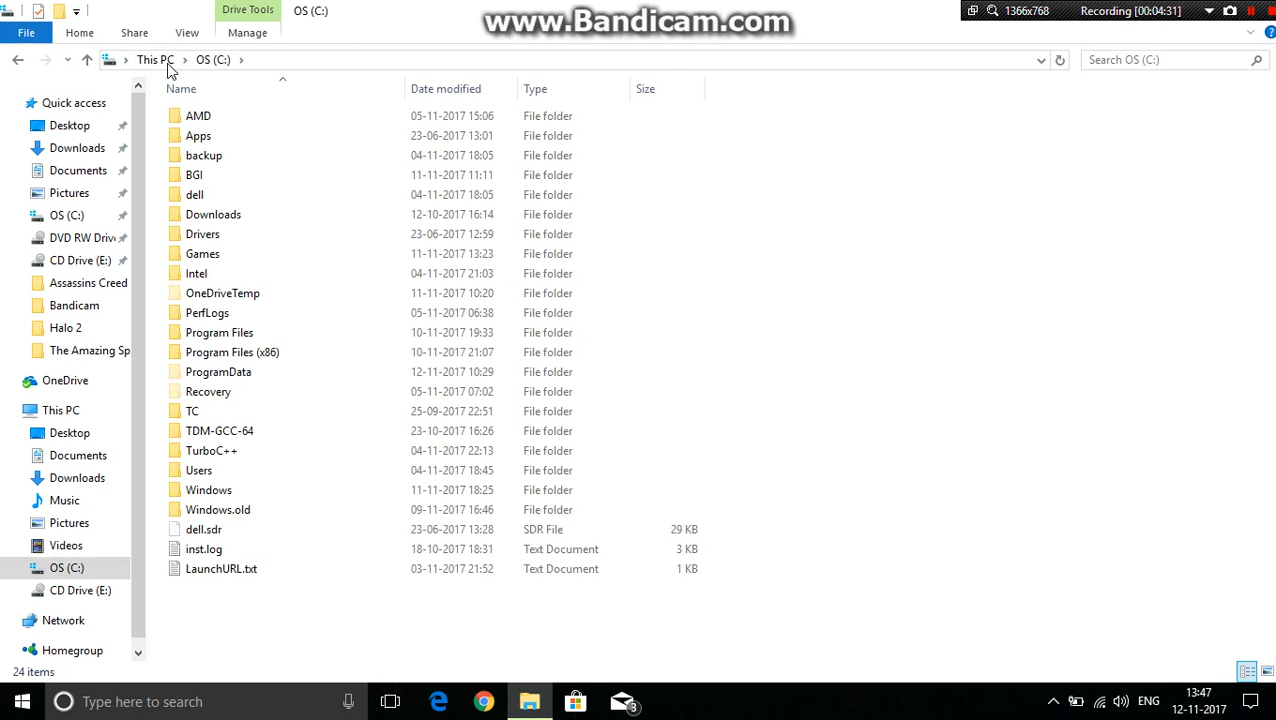 Drive Tools
OS (C:)
www.Bandicam.com
1366x768
Recording [00:04:31]
File
Home
Share
View
Manage
This PC
OS (C:)
Search OS (C:)
Name
Date modified
Type
Size
Quick access
Desktop
Downloads
Documents
Pictures
OS (C:)
DVD RW Driv
CD Drive (E:)
Assassins Creed
Bandicam
Halo 2
The Amazing Sp
OneDrive
This PC
Desktop
Documents
Downloads
Music
Pictures
Videos
OS (C:)
CD Drive (E:)
Network
Homegroup
AMD 05-11-2017 15:06 File folder
Apps 23-06-2017 13:01 File folder
backup 04-11-2017 18:05 File folder
BGI 11-11-2017 11:11 File folder
dell 04-11-2017 18:05 File folder
Downloads 12-10-2017 16:14 File folder
Drivers 23-06-2017 12:59 File folder
Games 11-11-2017 13:23 File folder
Intel 04-11-2017 21:03 File folder
OneDriveTemp 11-11-2017 10:20 File folder
PerfLogs 05-11-2017 06:38 File folder
Program Files 10-11-2017 19:33 File folder
Program Files (x86) 10-11-2017 21:07 File folder
ProgramData 12-11-2017 10:29 File folder
Recovery 05-11-2017 07:02 File folder
TC 25-09-2017 22:51 File folder
TDM-GCC-64 23-10-2017 16:26 File folder
TurboC++ 04-11-2017 22:13 File folder
Users 04-11-2017 18:45 File folder
Windows 11-11-2017 18:25 File folder
Windows.old 09-11-2017 16:46 File folder
dell.sdr 23-06-2017 13:28 SDR File 29 KB
inst.log 18-10-2017 18:31 Text Document 3 KB
LaunchURL.txt 03-11-2017 21:52 Text Document 1 KB
24 items
Type here to search
3
ENG
13:47
12-11-2017